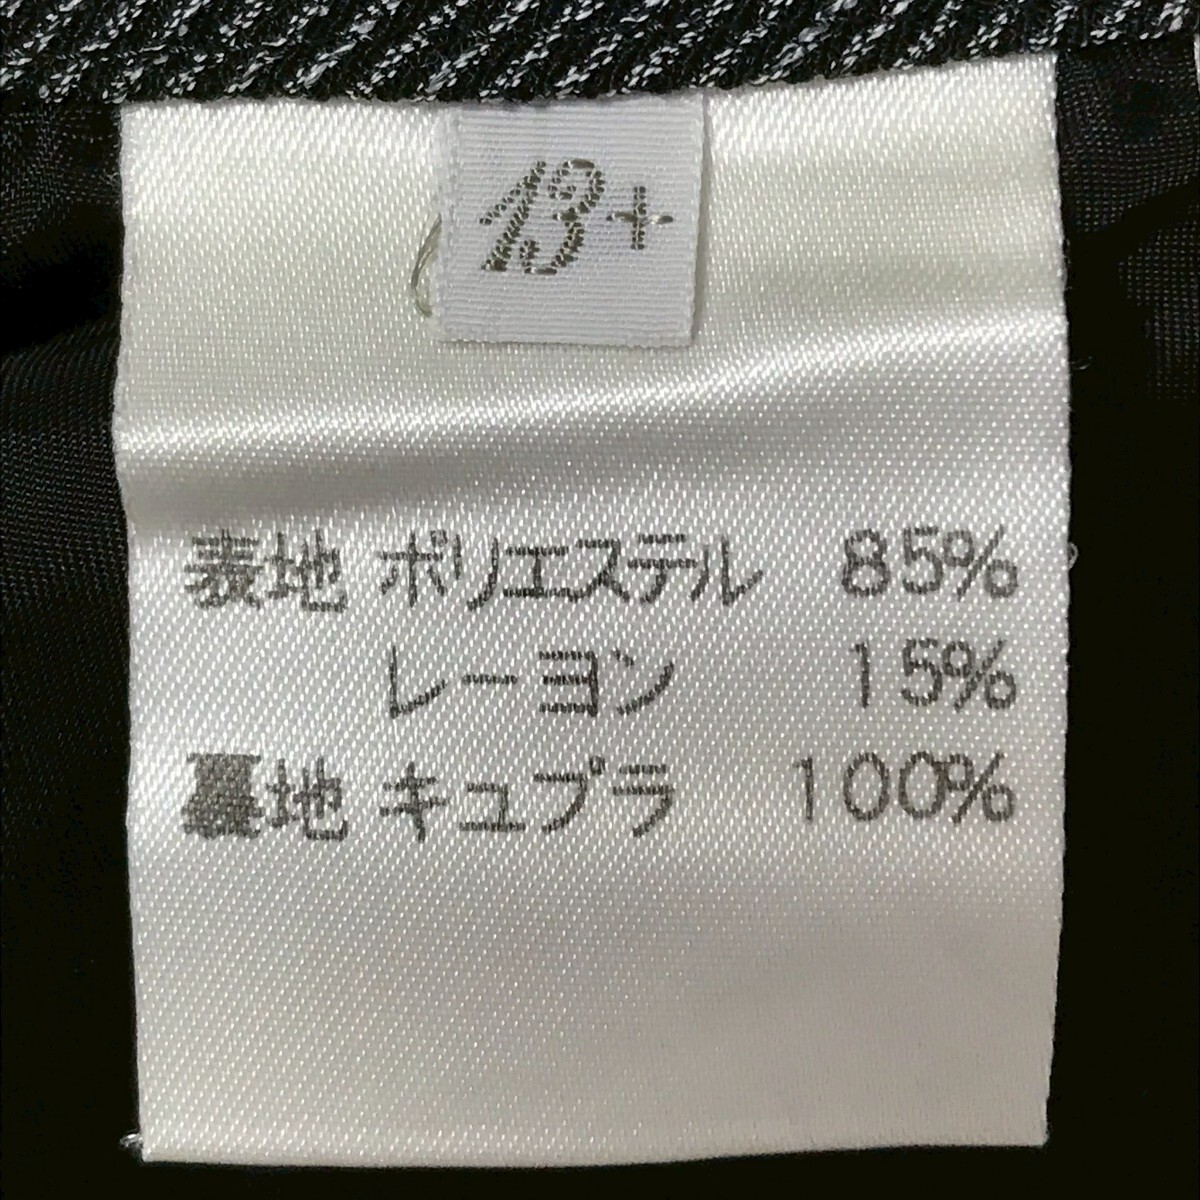 13+
表地 ポリエステル 85%
レーヨン 15%
裏地 キュプラ 100%